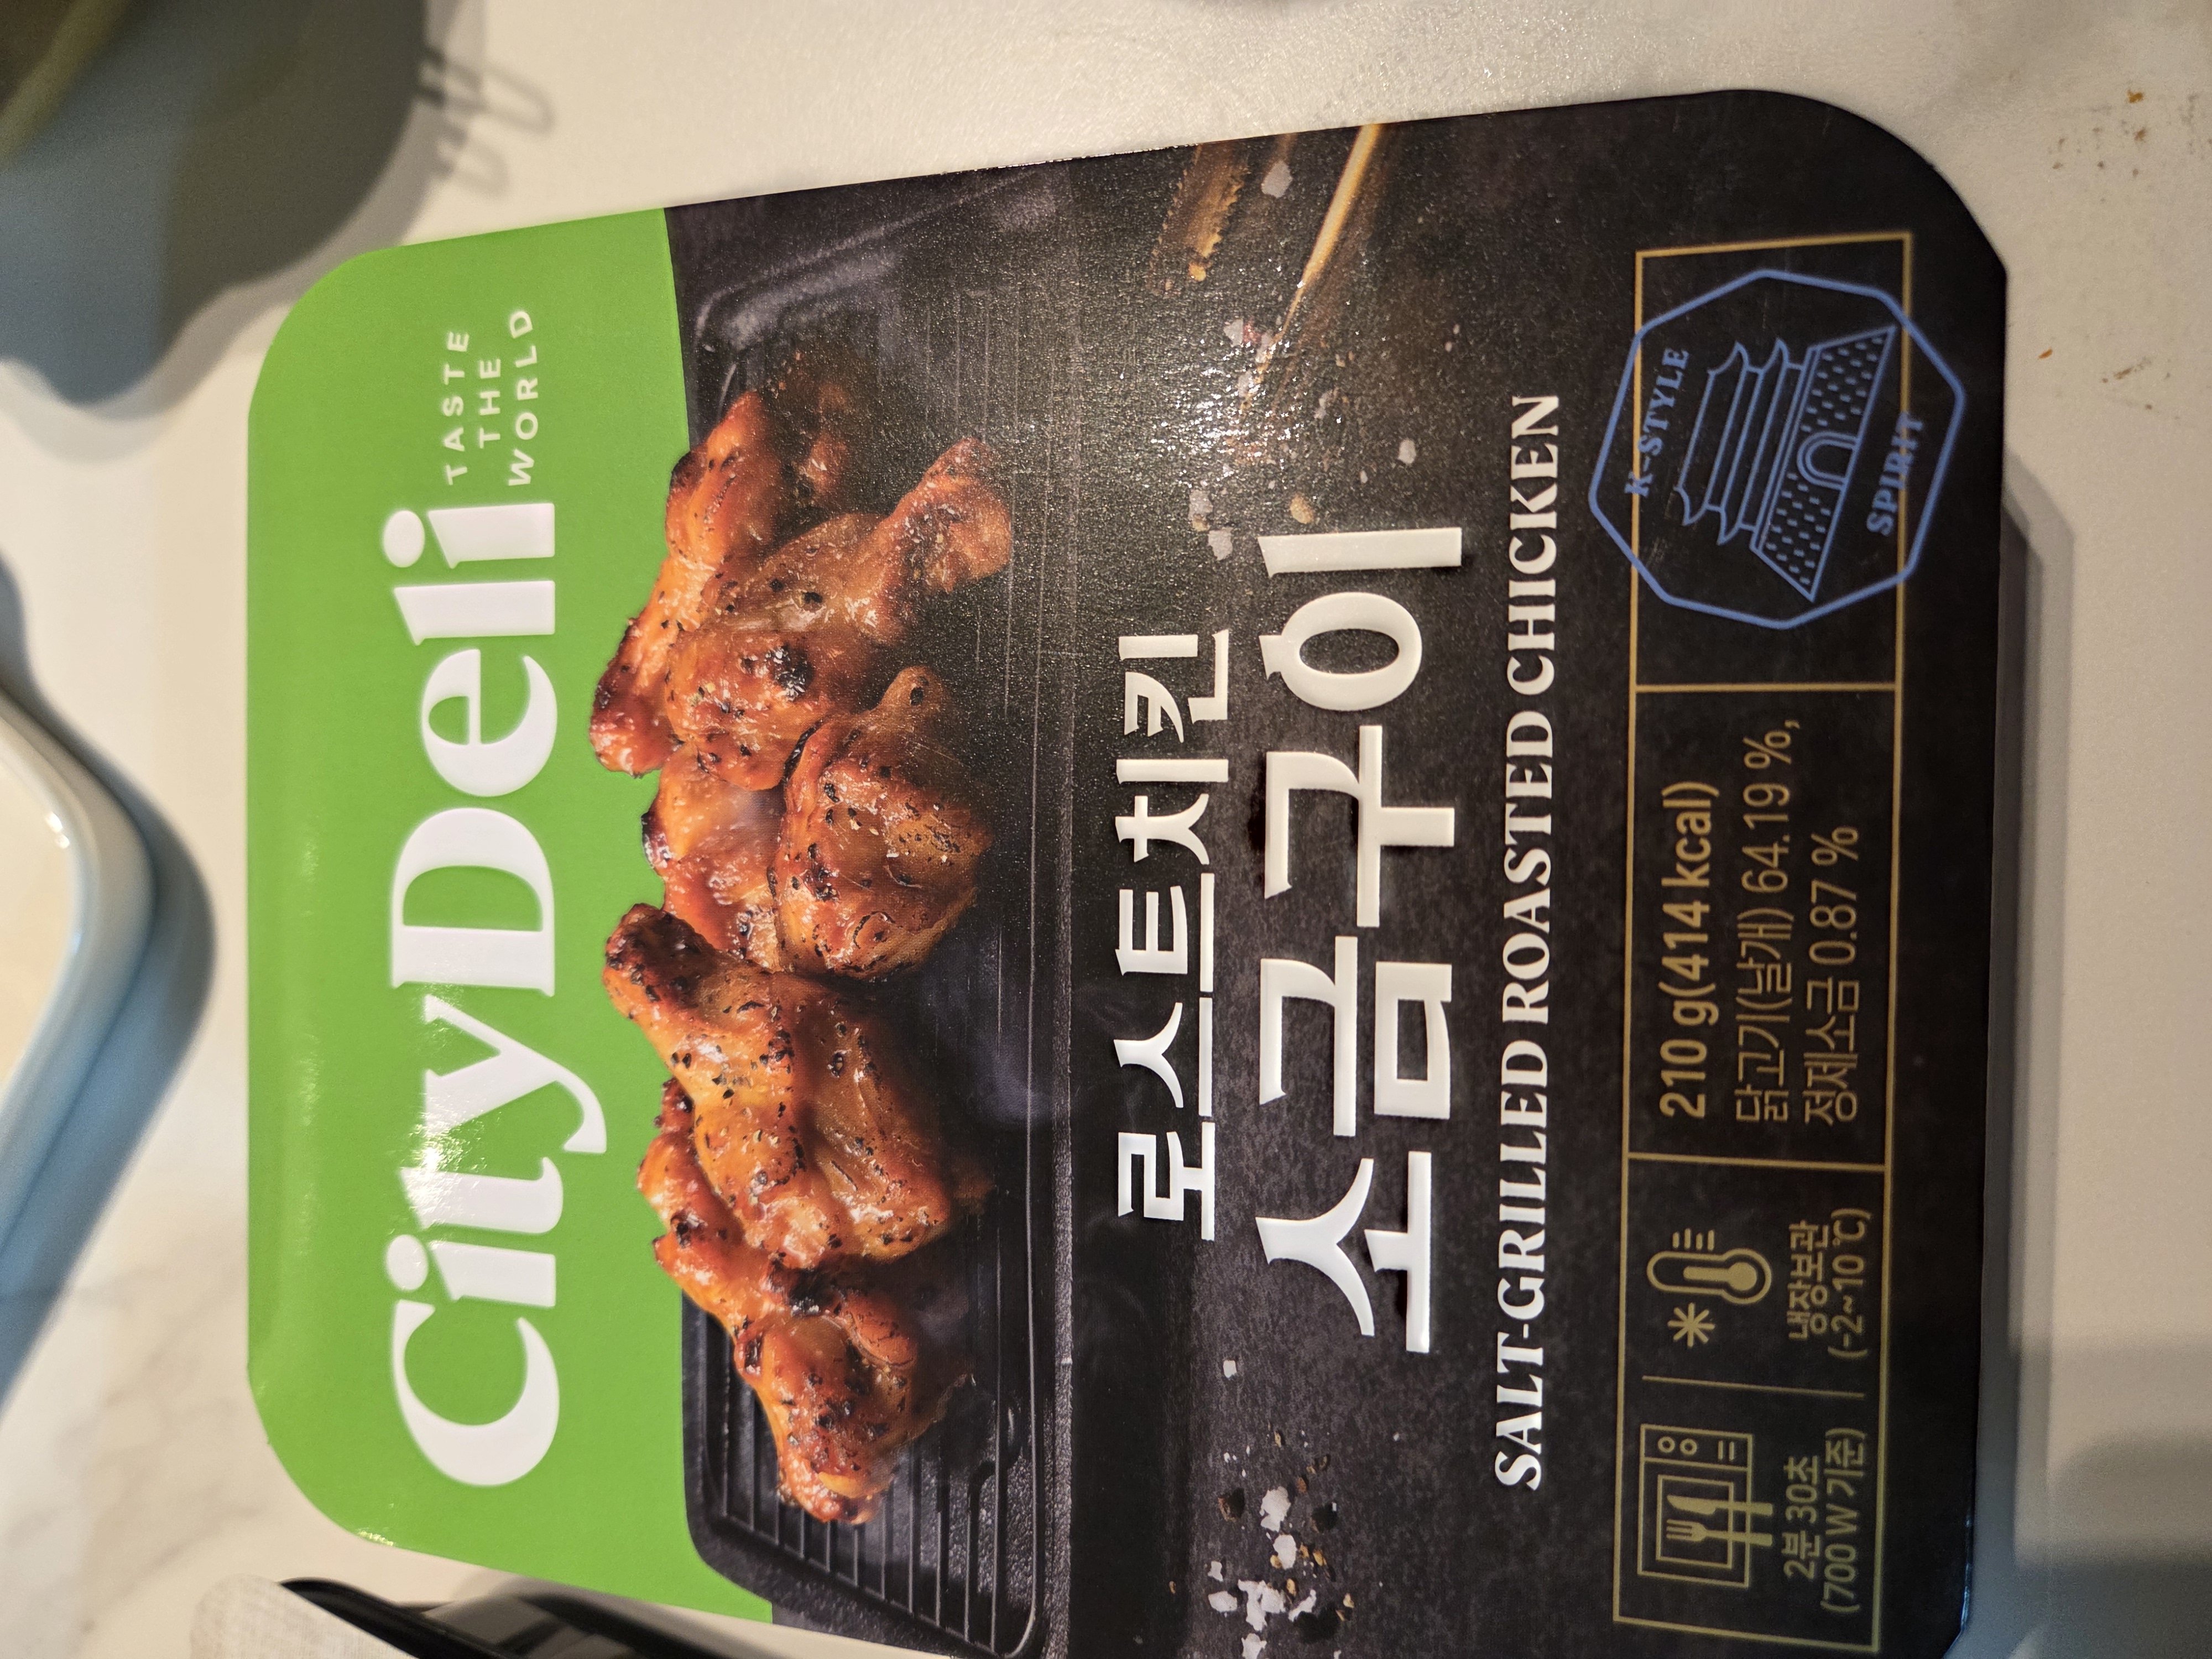 CityDeli
TASTE
THE
WORLD
로스트치킨
소금구이
SALT-GRILLED ROASTED CHICKEN
2분 30초
(700 W 기준)
냉장보관
(-2~10℃)
210 g(414 kcal)
닭고기(날개) 64.19 %,
정제소금 0.87 %
K-STYLE
SPIRIT